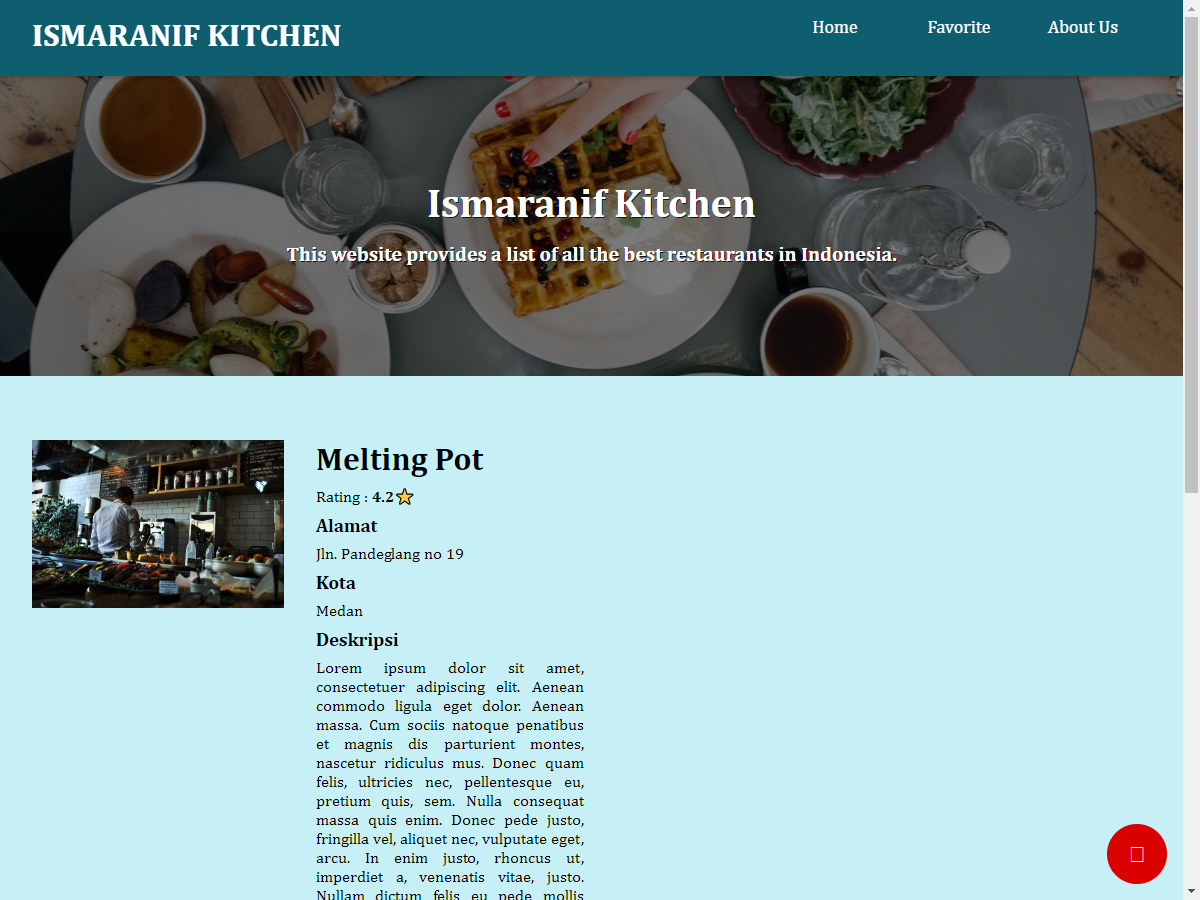 ISMARANIF KITCHEN
Home Favorite About Us
Ismaranif Kitchen
This website provides a list of all the best restaurants in Indonesia.
Melting Pot
Rating : 4.2
Alamat
Jln. Pandeglang no 19
Kota
Medan
Deskripsi
Lorem ipsum dolor sit amet,
consectetuer adipiscing elit. Aenean
commodo ligula eget dolor. Aenean
massa. Cum sociis natoque penatibus
et magnis dis parturient montes,
nascetur ridiculus mus. Donec quam
felis, ultricies nec, pellentesque eu,
pretium quis, sem. Nulla consequat
massa quis enim. Donec pede justo,
fringilla vel, aliquet nec, vulputate eget,
arcu. In enim justo, rhoncus ut,
imperdiet a, venenatis vitae, justo.
Nullam dictum felis eu pede mollis